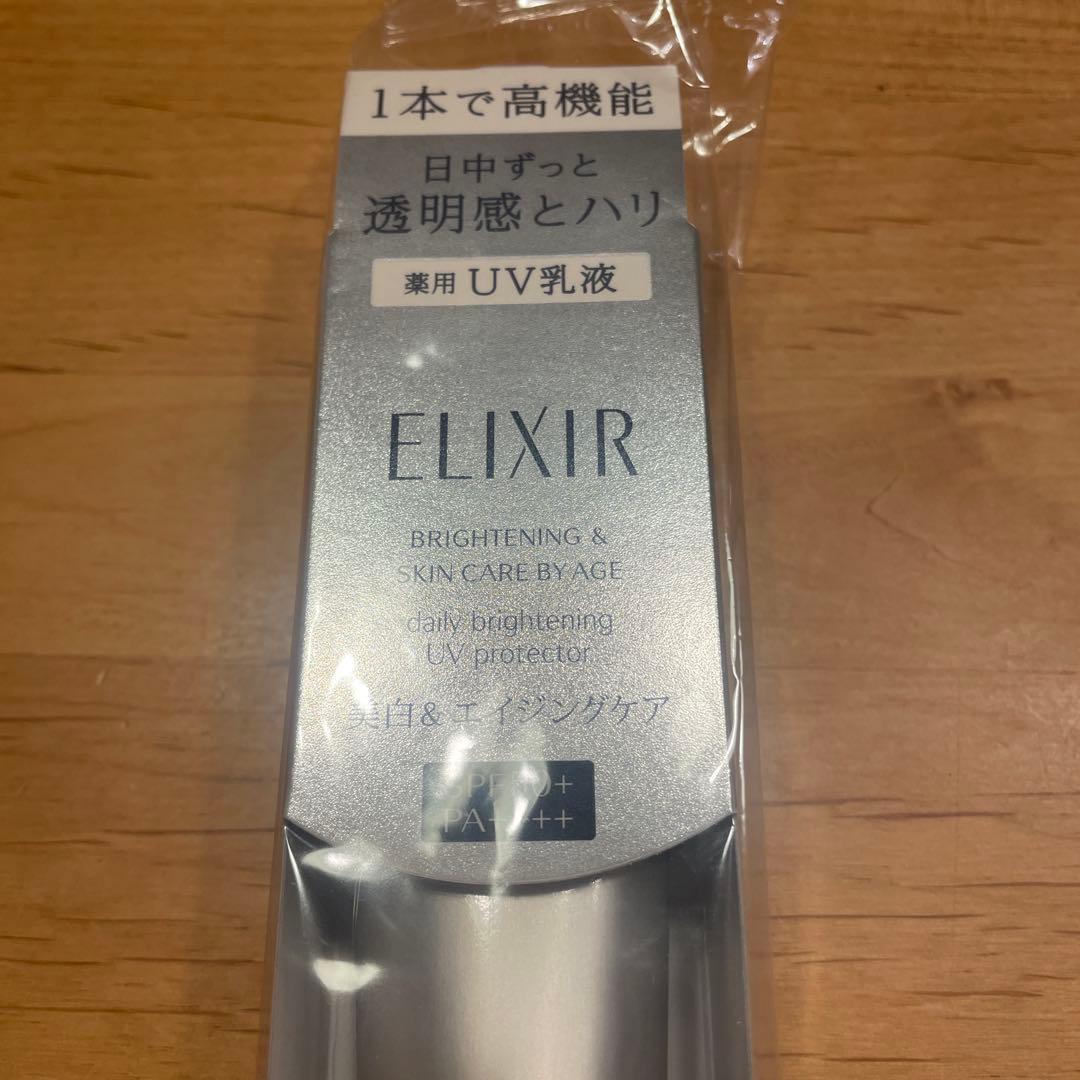 1本で高機能
日中ずっと
透明感とハリ
薬用 UV乳液
ELIXIR
BRIGHTENING &
SKIN CARE BY AGE
daily brightening
UV protector
美白&エイジングケア
SPF50+
PA++++